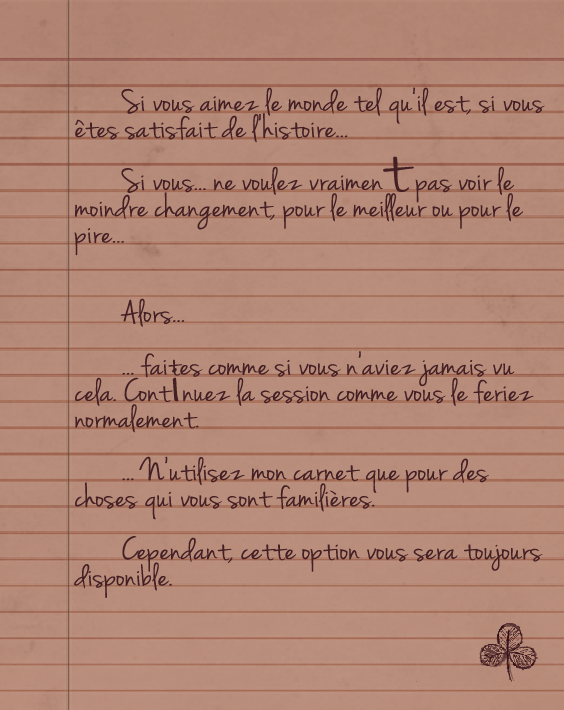 Si vous aimez le monde tel qu'il est, si vous
êtes satisfait de l'histoire...
Si vous... ne voulez vraiment pas voir le
moindre changement, pour le meilleur ou pour le
pire...
Alors...
... faites comme si vous n'aviez jamais vu
cela. ContInuez la session comme vous le feriez
normalement.
... N'utilisez mon carnet que pour des
choses qui vous sont familières.
Cependant, cette option vous sera toujours
disponible.